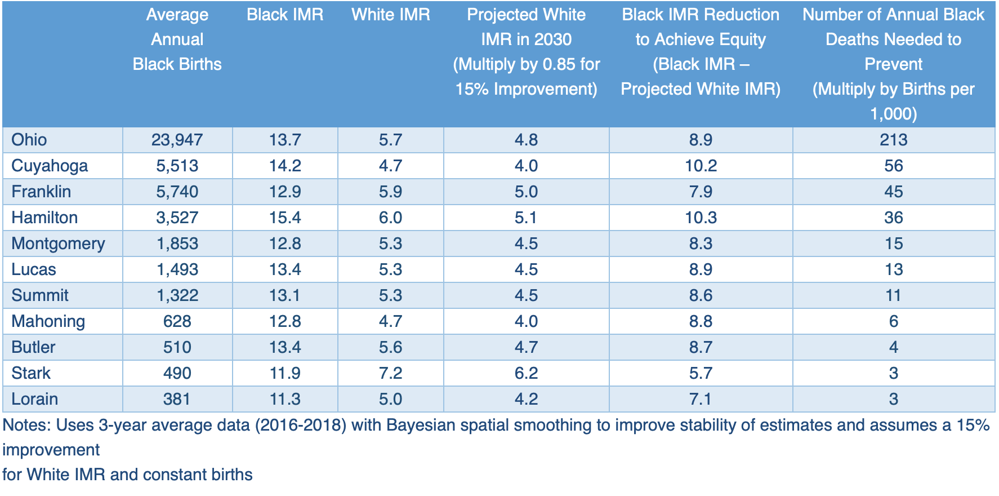 Average Annual Black Births | Black IMR | White IMR | Projected White IMR in 2030 (Multiply by 0.85 for 15% Improvement) | Black IMR Reduction to Achieve Equity (Black IMR – Projected White IMR) | Number of Annual Black Deaths Needed to Prevent (Multiply by Births per 1,000)
Ohio 23,947 13.7 5.7 4.8 8.9 213
Cuyahoga 5,513 14.2 4.7 4.0 10.2 56
Franklin 5,740 12.9 5.9 5.0 7.9 45
Hamilton 3,527 15.4 6.0 5.1 10.3 36
Montgomery 1,853 12.8 5.3 4.5 8.3 15
Lucas 1,493 13.4 5.3 4.5 8.9 13
Summit 1,322 13.1 5.3 4.5 8.6 11
Mahoning 628 12.8 4.7 4.0 8.8 6
Butler 510 13.4 5.6 4.7 8.7 4
Stark 490 11.9 7.2 6.2 5.7 3
Lorain 381 11.3 5.0 4.2 7.1 3
Notes: Uses 3-year average data (2016-2018) with Bayesian spatial smoothing to improve stability of estimates and assumes a 15%
improvement
for White IMR and constant births